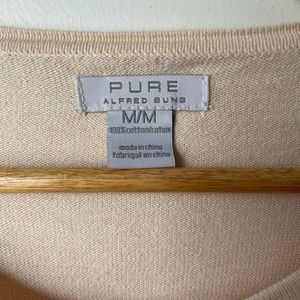 PURE
ALFRED SUNG
M/M
100%cotton/coton
made in china
fabriqué en chine